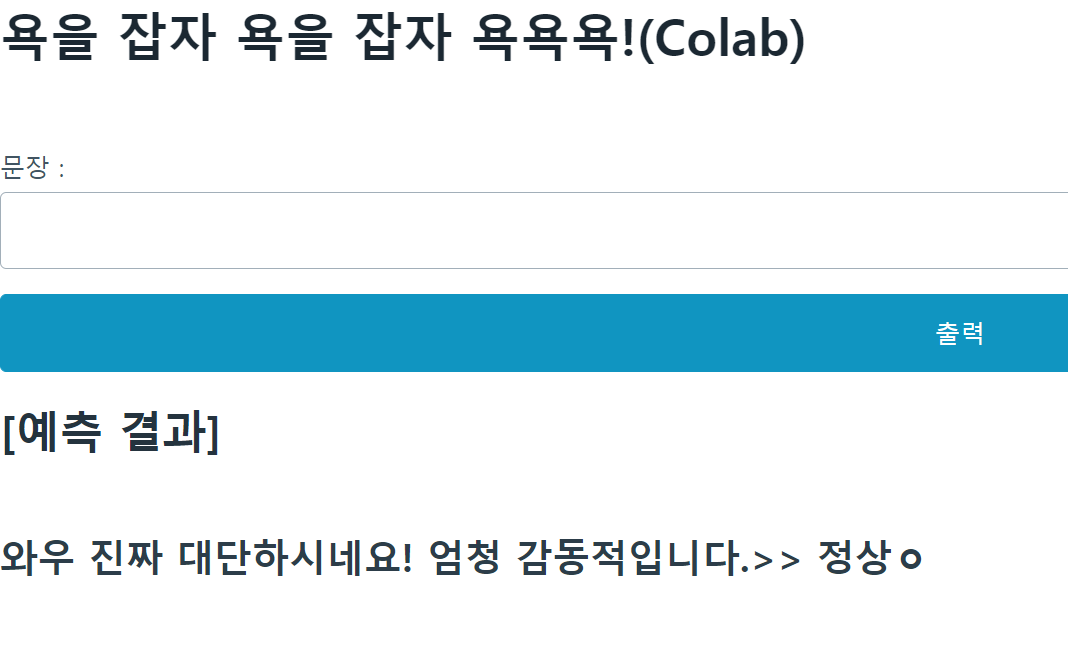 욕을 잡자 욕을 잡자 욕욕욕!(Colab)
문장 :
출력
[예측 결과]
와우 진짜 대단하시네요! 엄청 감동적입니다.>> 정상ㅇ